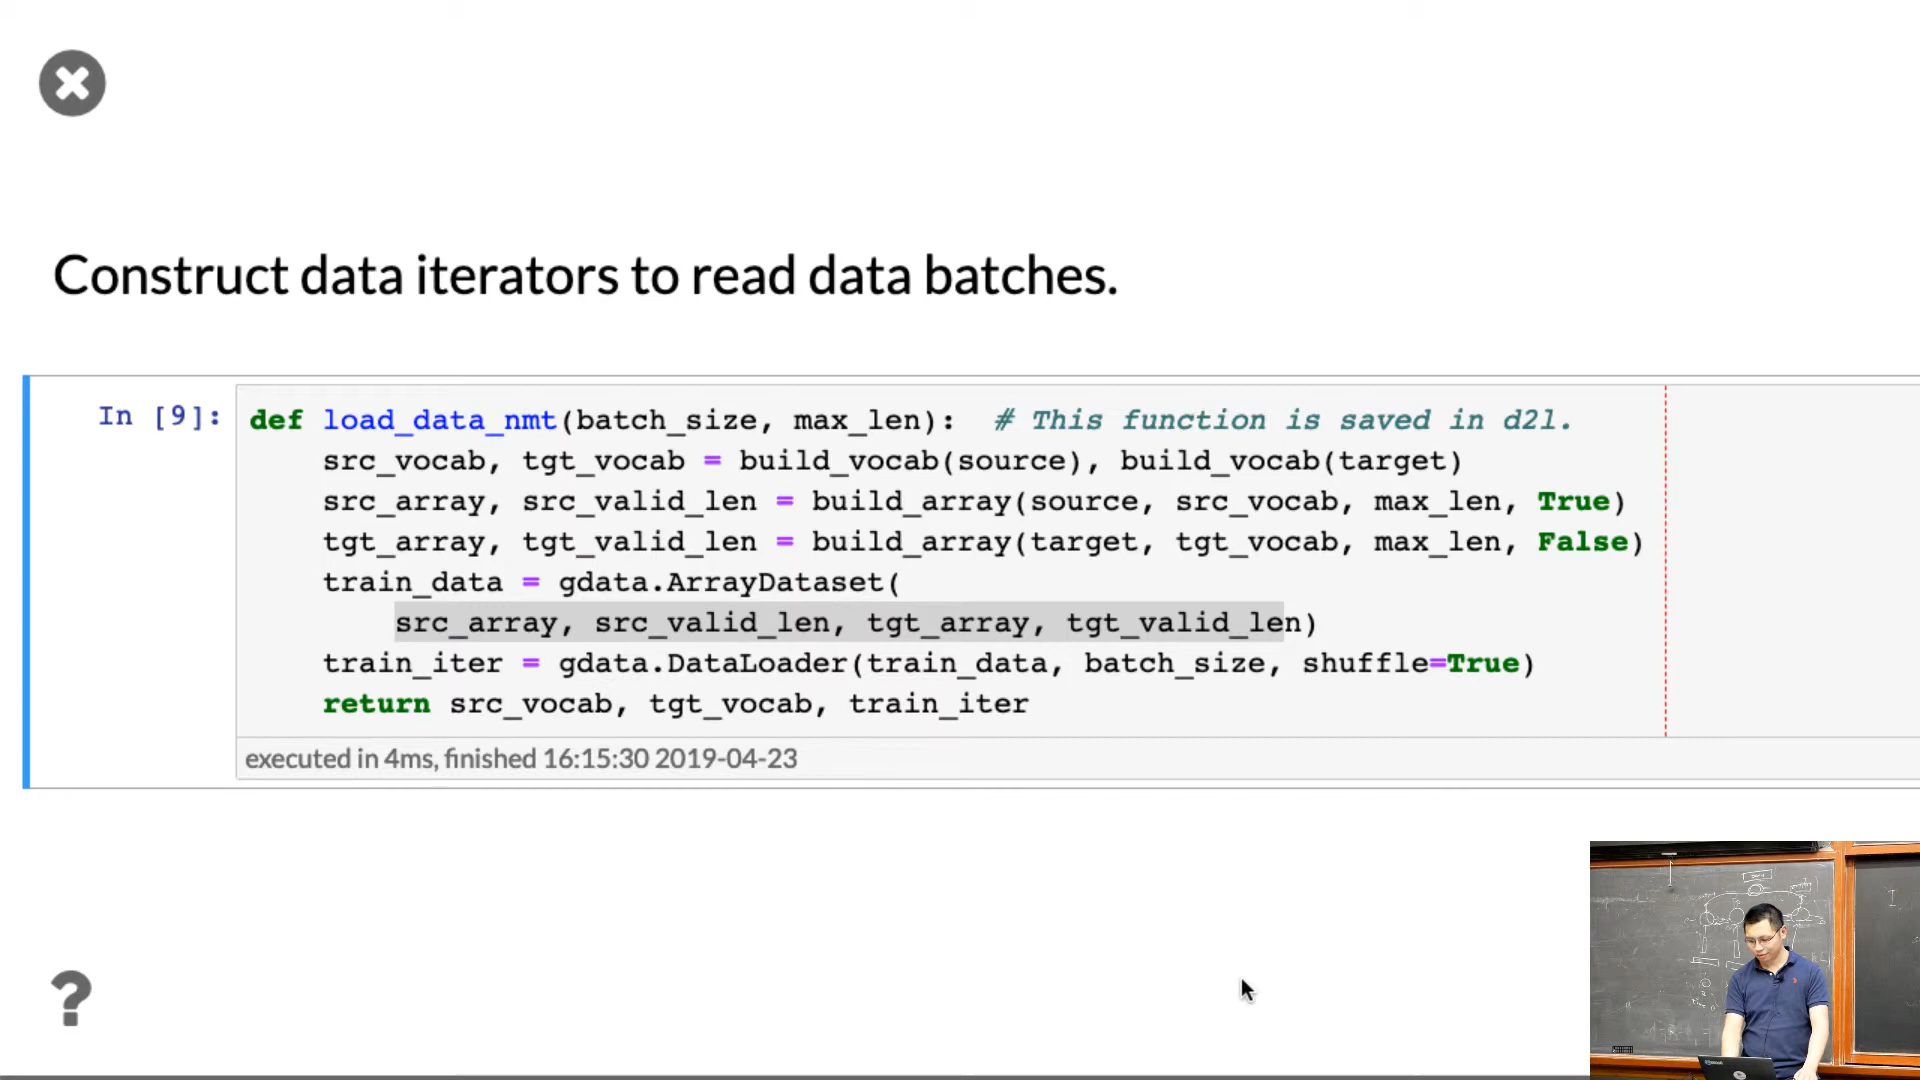 Construct data iterators to read data batches.
In [9]:
def load_data_nmt(batch_size, max_len):  # This function is saved in d2l.
    src_vocab, tgt_vocab = build_vocab(source), build_vocab(target)
    src_array, src_valid_len = build_array(source, src_vocab, max_len, True)
    tgt_array, tgt_valid_len = build_array(target, tgt_vocab, max_len, False)
    train_data = gdata.ArrayDataset(
        src_array, src_valid_len, tgt_array, tgt_valid_len)
    train_iter = gdata.DataLoader(train_data, batch_size, shuffle=True)
    return src_vocab, tgt_vocab, train_iter
executed in 4ms, finished 16:15:30 2019-04-23
?